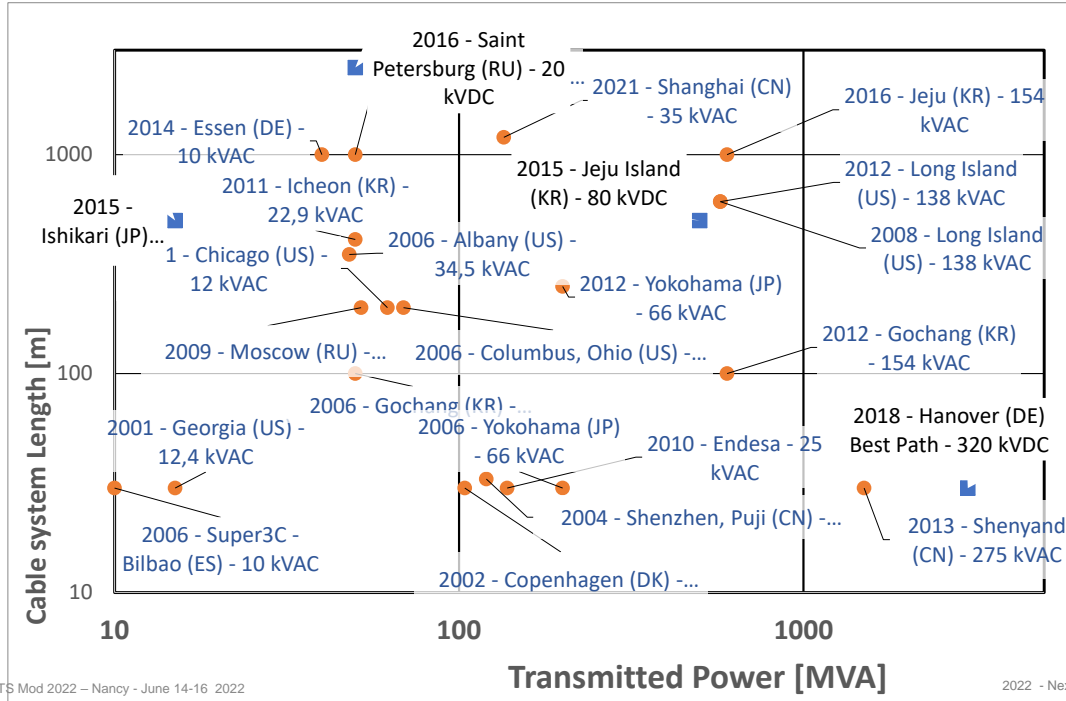 2016 - Saint
Petersburg (RU) - 20
kVDC
...
2021 - Shanghai (CN)
- 35 kVAC
2016 - Jeju (KR) - 154
kVAC
2014 - Essen (DE) -
10 kVAC
1000
2015 - Jeju Island
(KR) - 80 kVDC
2012 - Long Island
(US) - 138 kVAC
2011 - Icheon (KR) -
22,9 kVAC
2015 -
Ishikari (JP)...
2006 - Albany (US) -
34,5 kVAC
2008 - Long Island
(US) - 138 kVAC
1 - Chicago (US) -
12 kVAC
2012 - Yokohama (JP)
- 66 kVAC
2009 - Moscow (RU) -...
2006 - Columbus, Ohio (US) -...
2012 - Gochang (KR)
- 154 kVAC
100
2006 - Gochang (KR) -...
2001 - Georgia (US) -
12,4 kVAC
2006 - Yokohama (JP)
- 66 kVAC
2010 - Endesa - 25
kVAC
2018 - Hanover (DE)
Best Path - 320 kVDC
2006 - Super3C -
Bilbao (ES) - 10 kVAC
2004 - Shenzhen, Puji (CN) -...
2013 - Shenyand
(CN) - 275 kVAC
2002 - Copenhagen (DK) -...
10
Cable system Length [m]
10
100
1000
Transmitted Power [MVA]
TS Mod 2022 – Nancy - June 14-16 2022
2022 - Nex